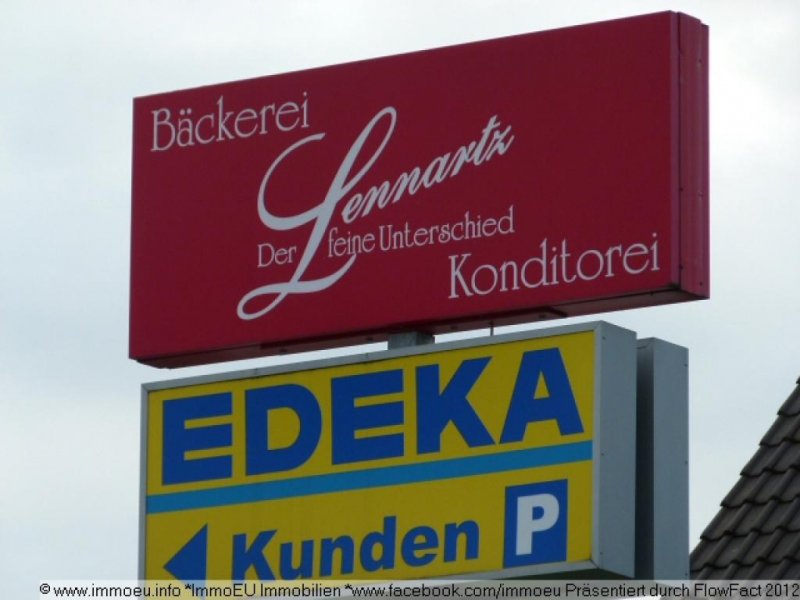 Bäckerei
Lennartz
Der feine Unterschied
Konditorei
EDEKA
Kunden P
© www.immoeu.info *ImmoEU Immobilien *www.facebook.com/immoeu Präsentiert durch FlowFact 2012